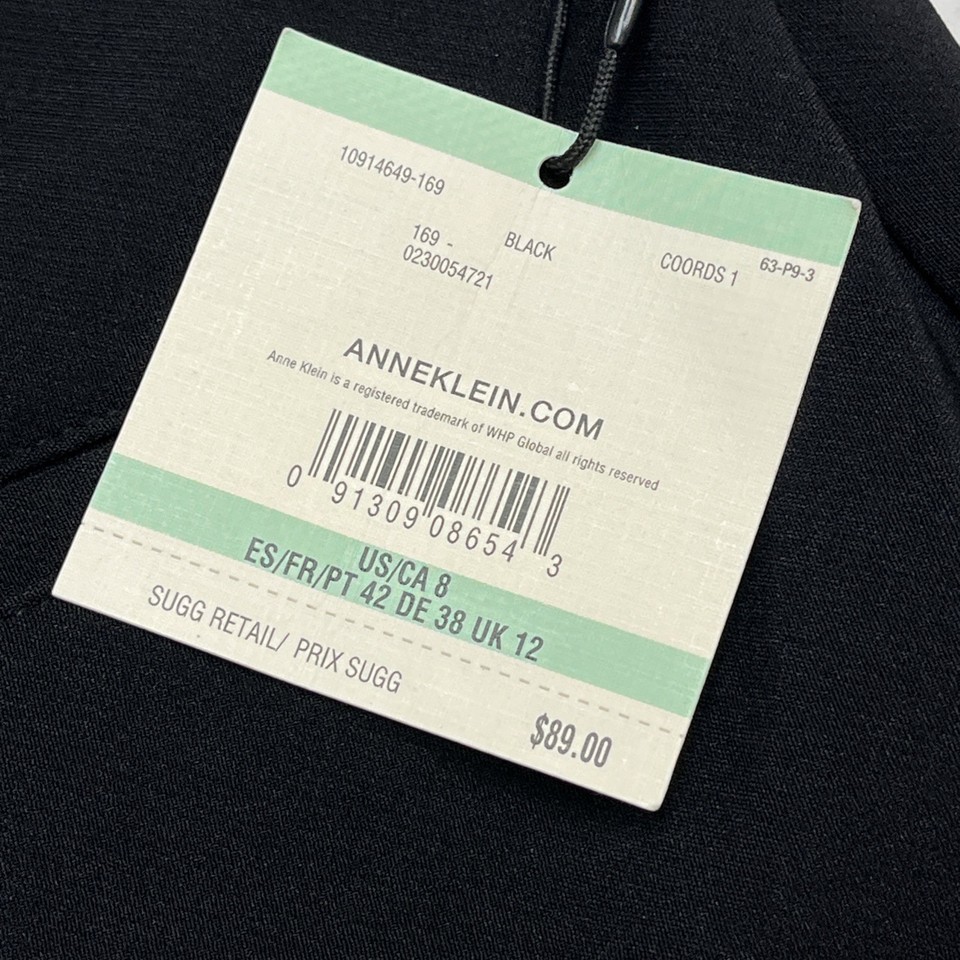 10914649-169
169 - BLACK COORDS 1 63-P9-3
0230054721
ANNEKLEIN.COM
Anne Klein is a registered trademark of WHP Global all rights reserved
0 91309 08654 3
US/CA 8
ES/FR/PT 42 DE 38 UK 12
SUGG RETAIL/ PRIX SUGG
$89.00